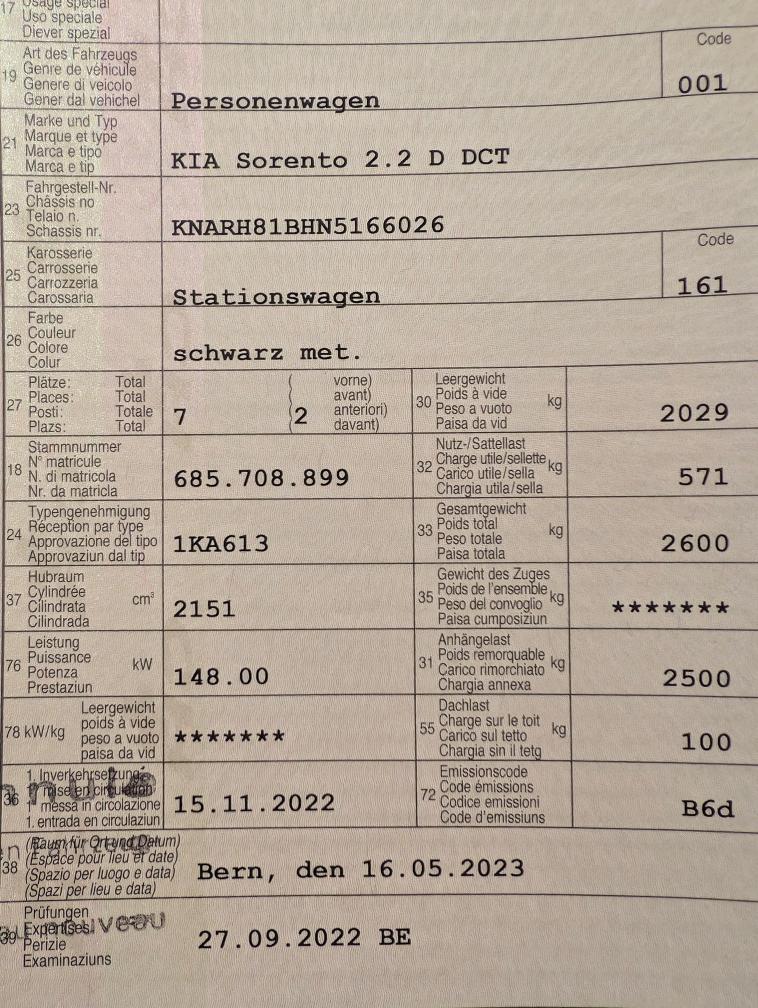 17 Usage spécial
Uso speciale
Diever spezial
19 Art des Fahrzeugs
Genre de véhicule
Genere di veicolo
Gener dal vehichel
Personenwagen
Code
001
21 Marke und Typ
Marque et type
Marca e tipo
Marca e tip
KIA Sorento 2.2 D DCT
23 Fahrgestell-Nr.
Châssis no
Telaio n.
Schassis nr.
KNARH81BHN5166026
25 Karosserie
Carrosserie
Carrozzeria
Carossaria
Stationswagen
Code
161
26 Farbe
Couleur
Colore
Colur
schwarz met.
27 Plätze: Total
Places: Total
Posti: Totale
Plazs: Total
7
( vorne)
avant)
anteriori)
davant)
2
30 Leergewicht
Poids à vide
Peso a vuoto
Paisa da vid
kg
2029
18 Stammnummer
N° matricule
N. di matricola
Nr. da matricla
685.708.899
32 Nutz-/Sattellast
Charge utile/sellette
Carico utile/sella
Chargia utila/sella
kg
571
24 Typengenehmigung
Réception par type
Approvazione del tipo
Approvaziun dal tip
1KA613
33 Gesamtgewicht
Poids total
Peso totale
Paisa totala
kg
2600
37 Hubraum
Cylindrée
Cilindrata
Cilindrada
cm³
2151
35 Gewicht des Zuges
Poids de l'ensemble
Peso del convoglio
Paisa cumposiziun
kg
*******
76 Leistung
Puissance
Potenza
Prestaziun
kW
148.00
31 Anhängelast
Poids remorquable
Carico rimorchiato
Chargia annexa
kg
2500
78 kW/kg
Leergewicht
poids à vide
peso a vuoto
paisa da vid
*******
55 Dachlast
Charge sur le toit
Carico sul tetto
Chargia sin il tetg
kg
100
36 1. Inverkehrsetzung
1ère mise en circulation
1a messa in circolazione
1. entrada en circulaziun
15.11.2022
72 Emissionscode
Code émissions
Codice emissioni
Code d'emissiuns
B6d
38 (Raum für Ort und Datum)
(Espace pour lieu et date)
(Spazio per luogo e data)
(Spazi per lieu e data)
Bern, den 16.05.2023
39 Prüfungen
Expertises
Perizie
Examinaziuns
27.09.2022 BE
nouveau